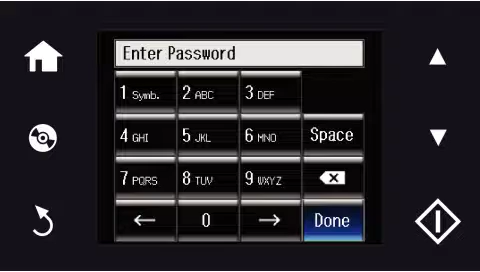 Enter Password
1 Symb. 2 ABC 3 DEF
4 GHI 5 JKL 6 MNO Space
7 PQRS 8 TUV 9 WXYZ
← 0 → Done